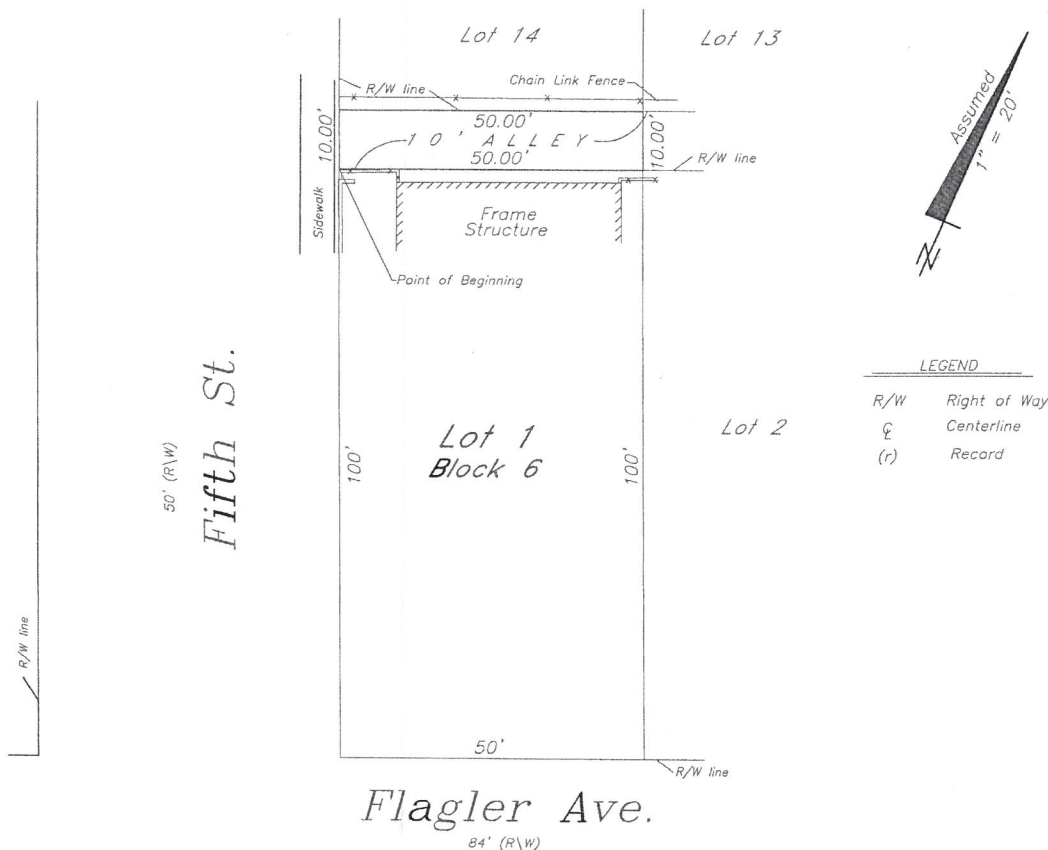 Lot 14
Lot 13
R/W line
Chain Link Fence
50.00'
10.00'
10' ALLEY
10.00'
50.00'
R/W line
Sidewalk
Frame
Structure
Point of Beginning
Assumed
1" = 20'
N
Fifth St.
50' (R\W)
LEGEND
R/W Right of Way
℄ Centerline
(r) Record
Lot 1
Block 6
Lot 2
100'
100'
R/W line
50'
R/W line
Flagler Ave.
84' (R\W)